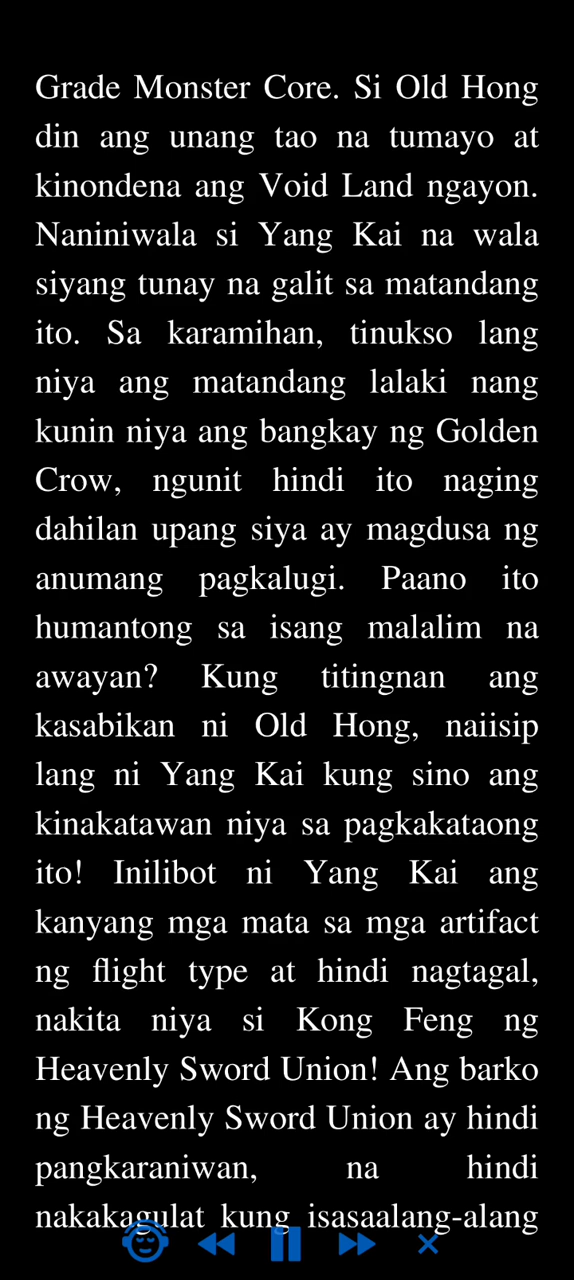 Grade Monster Core. Si Old Hong
din ang unang tao na tumayo at
kinondena ang Void Land ngayon.
Naniniwala si Yang Kai na wala
siyang tunay na galit sa matandang
ito. Sa karamihan, tinukso lang
niya ang matandang lalaki nang
kunin niya ang bangkay ng Golden
Crow, ngunit hindi ito naging
dahilan upang siya ay magdusa ng
anumang pagkalugi. Paano ito
humantong sa isang malalim na
awayan? Kung titingnan ang
kasabikan ni Old Hong, naiisip
lang ni Yang Kai kung sino ang
kinakatawan niya sa pagkakataong
ito! Inilibot ni Yang Kai ang
kanyang mga mata sa mga artifact
ng flight type at hindi nagtagal,
nakita niya si Kong Feng ng
Heavenly Sword Union! Ang barko
ng Heavenly Sword Union ay hindi
pangkaraniwan, na hindi
nakakagulat kung isasaalang-alang